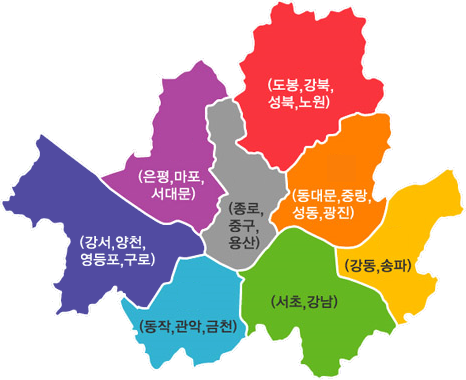 (도봉,강북,
성북,노원)
(은평,마포,
서대문)
(동대문,중랑,
성동,광진)
(종로,
중구,
용산)
(강서,양천,
영등포,구로)
(강동,송파)
(서초,강남)
(동작,관악,금천)